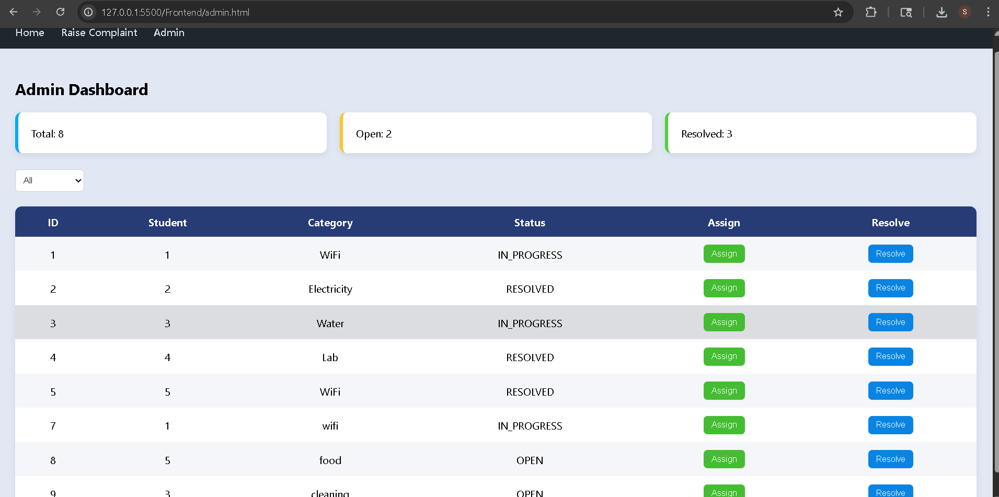 127.0.0.1:5500/Frontend/admin.html
S
Home Raise Complaint Admin
Admin Dashboard
Total: 8 Open: 2 Resolved: 3
All
ID Student Category Status Assign Resolve
1 1 WiFi IN_PROGRESS Assign Resolve
2 2 Electricity RESOLVED Assign Resolve
3 3 Water IN_PROGRESS Assign Resolve
4 4 Lab RESOLVED Assign Resolve
5 5 WiFi RESOLVED Assign Resolve
7 1 wifi IN_PROGRESS Assign Resolve
8 5 food OPEN Assign Resolve
9 3 cleaning OPEN Assign Resolve